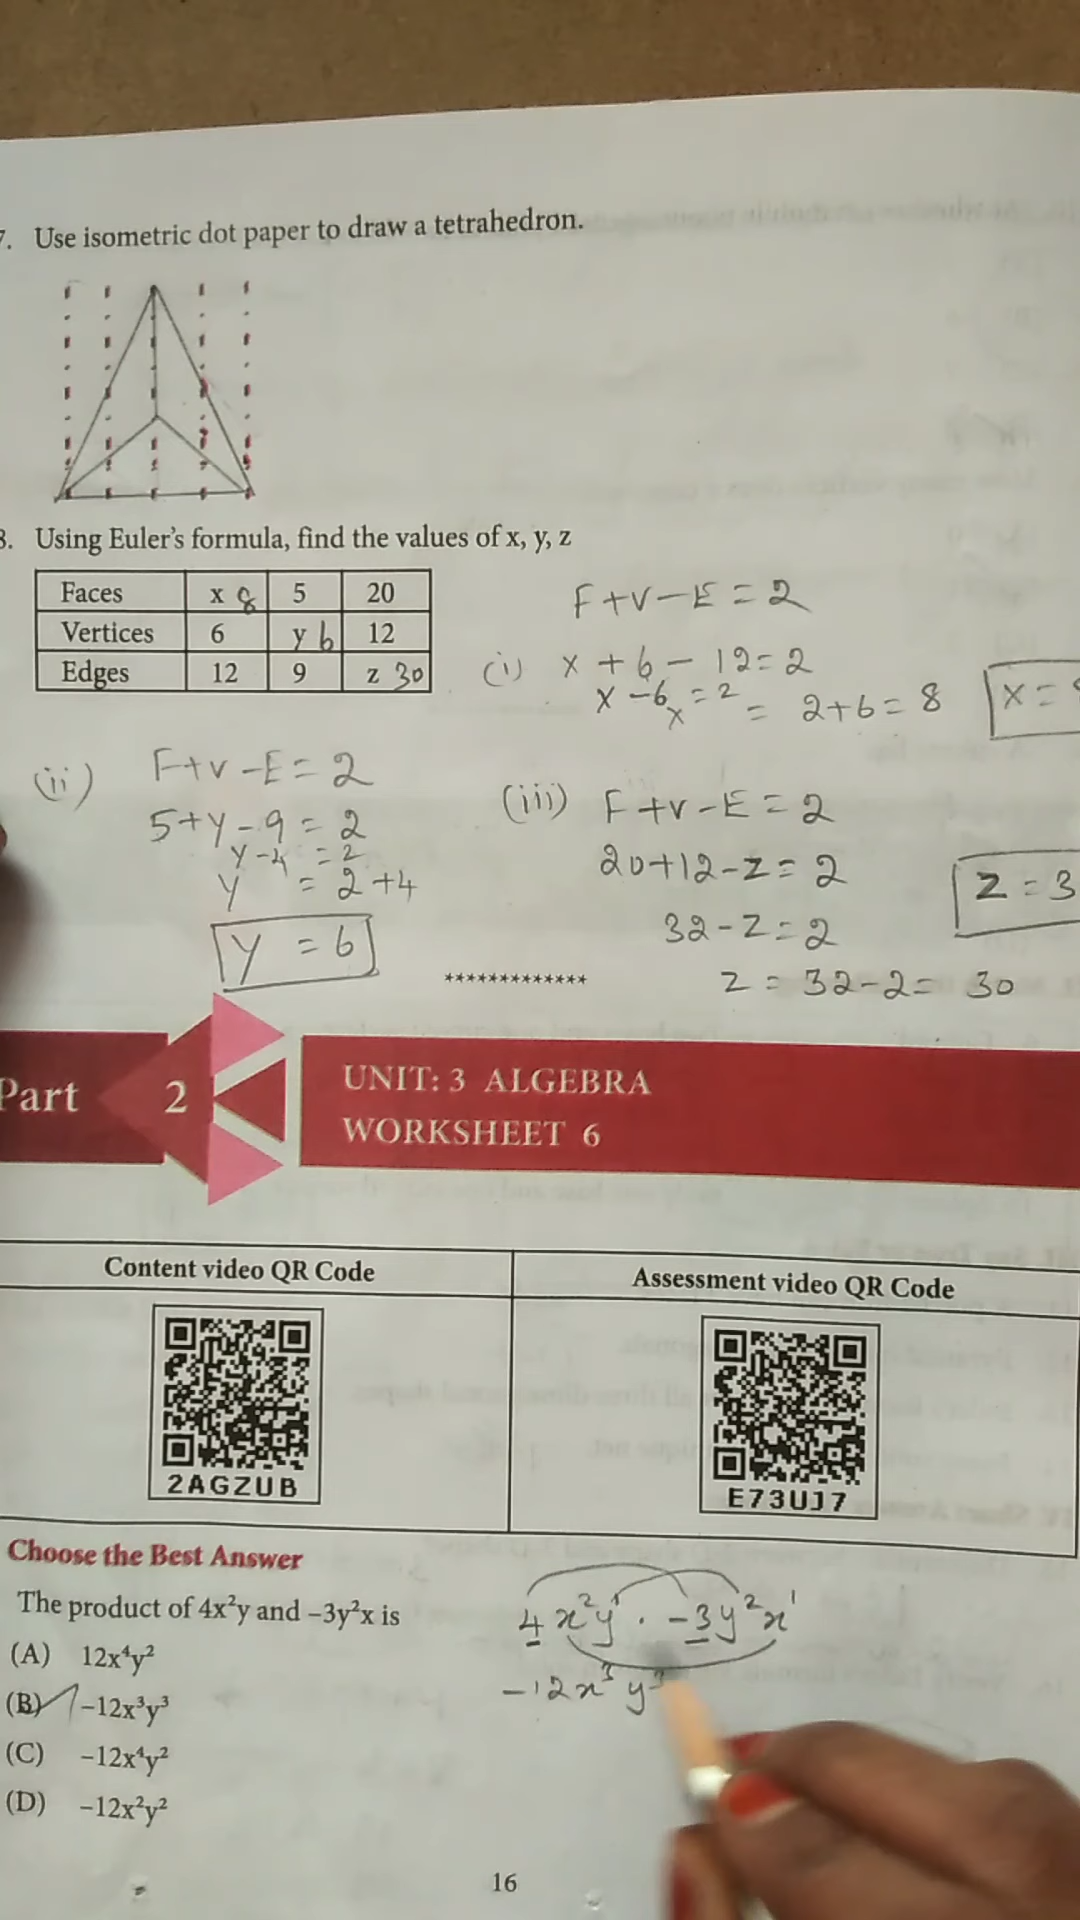 7. Use isometric dot paper to draw a tetrahedron.
8. Using Euler's formula, find the values of x, y, z
Faces x 8 5 20
Vertices 6 y 6 12
Edges 12 9 z 30
F+V-E=2
(i) x+6-12=2
x-6=2
x = 2+6=8
x=
(ii) F+V-E=2
5+y-9=2
y-4=2
y = 2+4
y = 6
(iii) F+V-E=2
20+12-z=2
32-z=2
z=32-2=30
z=3
*************
Part 2
UNIT: 3 ALGEBRA
WORKSHEET 6
Content video QR Code
Assessment video QR Code
2AGZUB
E73UJ7
Choose the Best Answer
The product of 4x²y and –3y²x is
(A) 12x⁴y²
(B) –12x³y³
(C) –12x⁴y²
(D) –12x²y²
4x²y¹ · -3y²x¹
-12x³y³
16